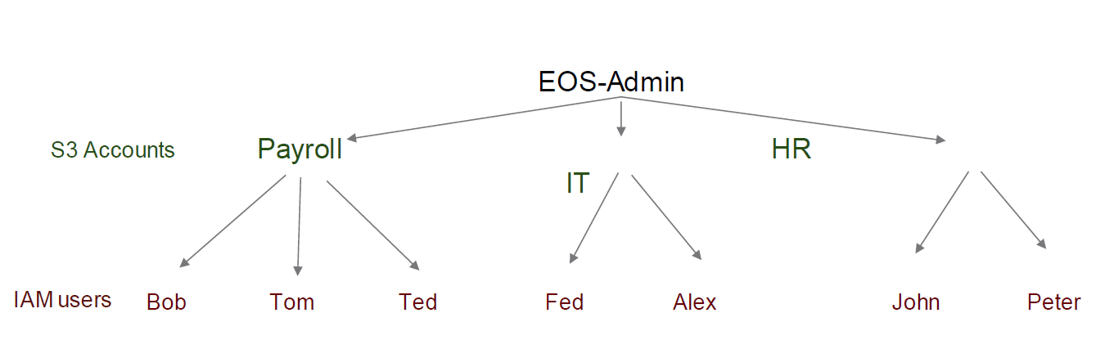 EOS-Admin
S3 Accounts Payroll HR
IT
IAM users Bob Tom Ted Fed Alex John Peter